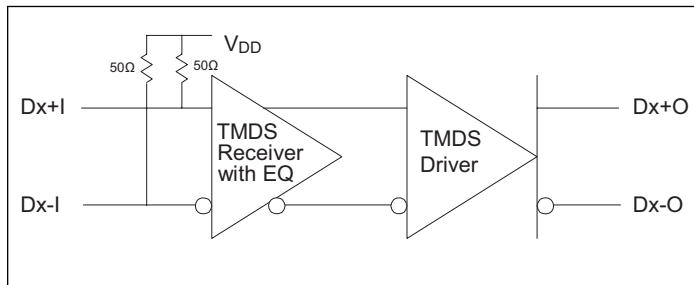 VDD
50Ω
50Ω
Dx+I
Dx+O
TMDS
Receiver
with EQ
TMDS
Driver
Dx-I
Dx-O